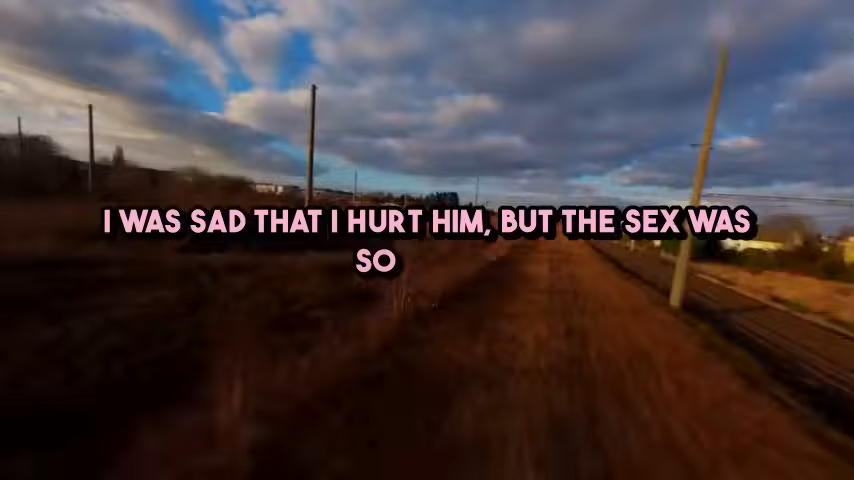 I WAS SAD THAT I HURT HIM, BUT THE SEX WAS
SO